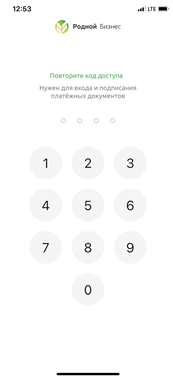 12:53
LTE
Родной Бизнес
Повторите код доступа
Нужен для входа и подписания
платёжных документов
1 2 3
4 5 6
7 8 9
0